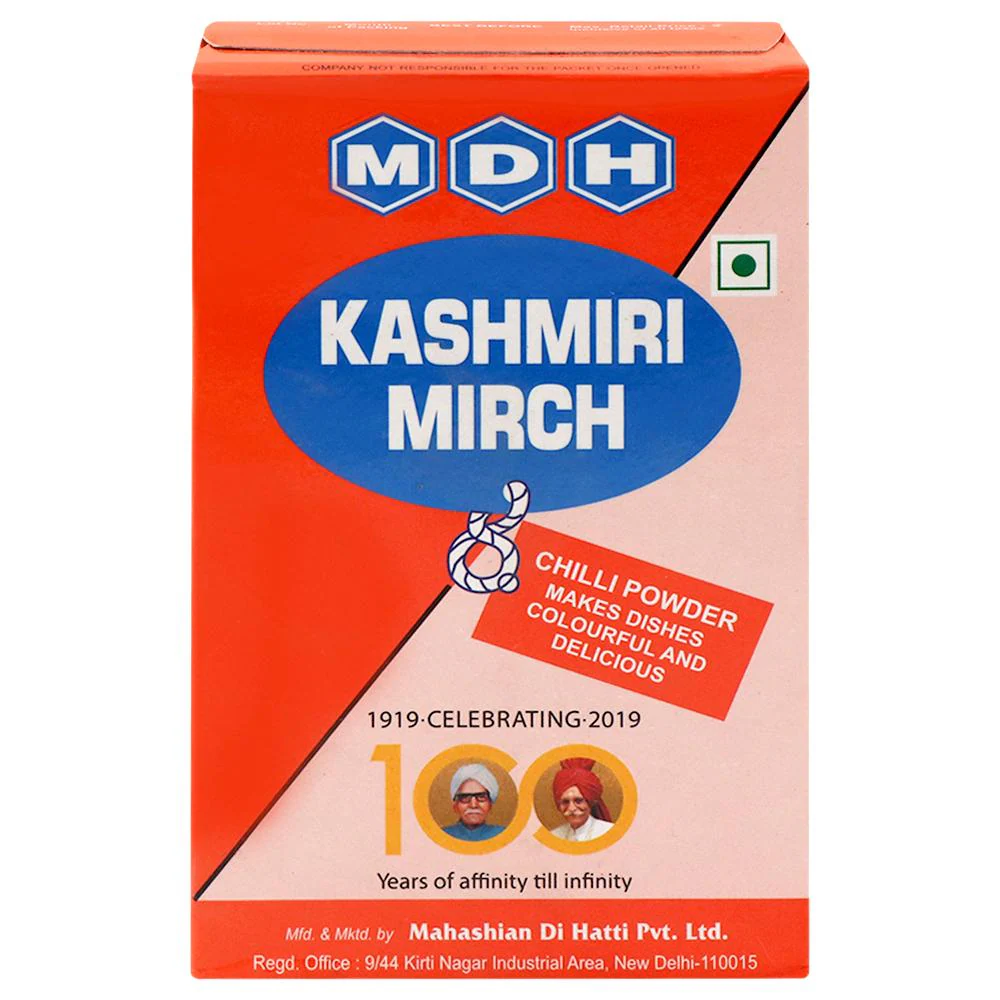 BEST BEFORE
COMPANY NOT RESPONSIBLE FOR THE PACKET ONCE OPENED
MDH
KASHMIRI
MIRCH
CHILLI POWDER
MAKES DISHES
COLOURFUL AND
DELICIOUS
1919·CELEBRATING·2019
100
Years of affinity till infinity
Mfd. & Mktd. by Mahashian Di Hatti Pvt. Ltd.
Regd. Office : 9/44 Kirti Nagar Industrial Area, New Delhi-110015